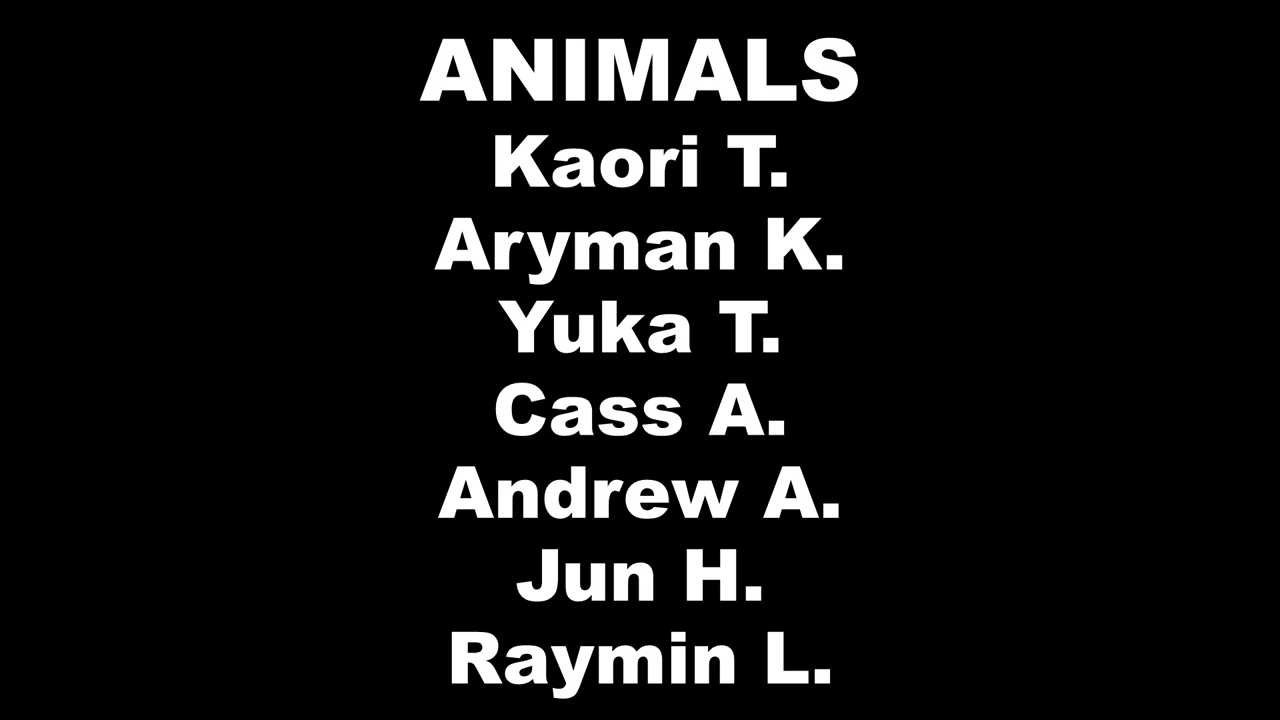 ANIMALS
Kaori T.
Aryman K.
Yuka T.
Cass A.
Andrew A.
Jun H.
Raymin L.